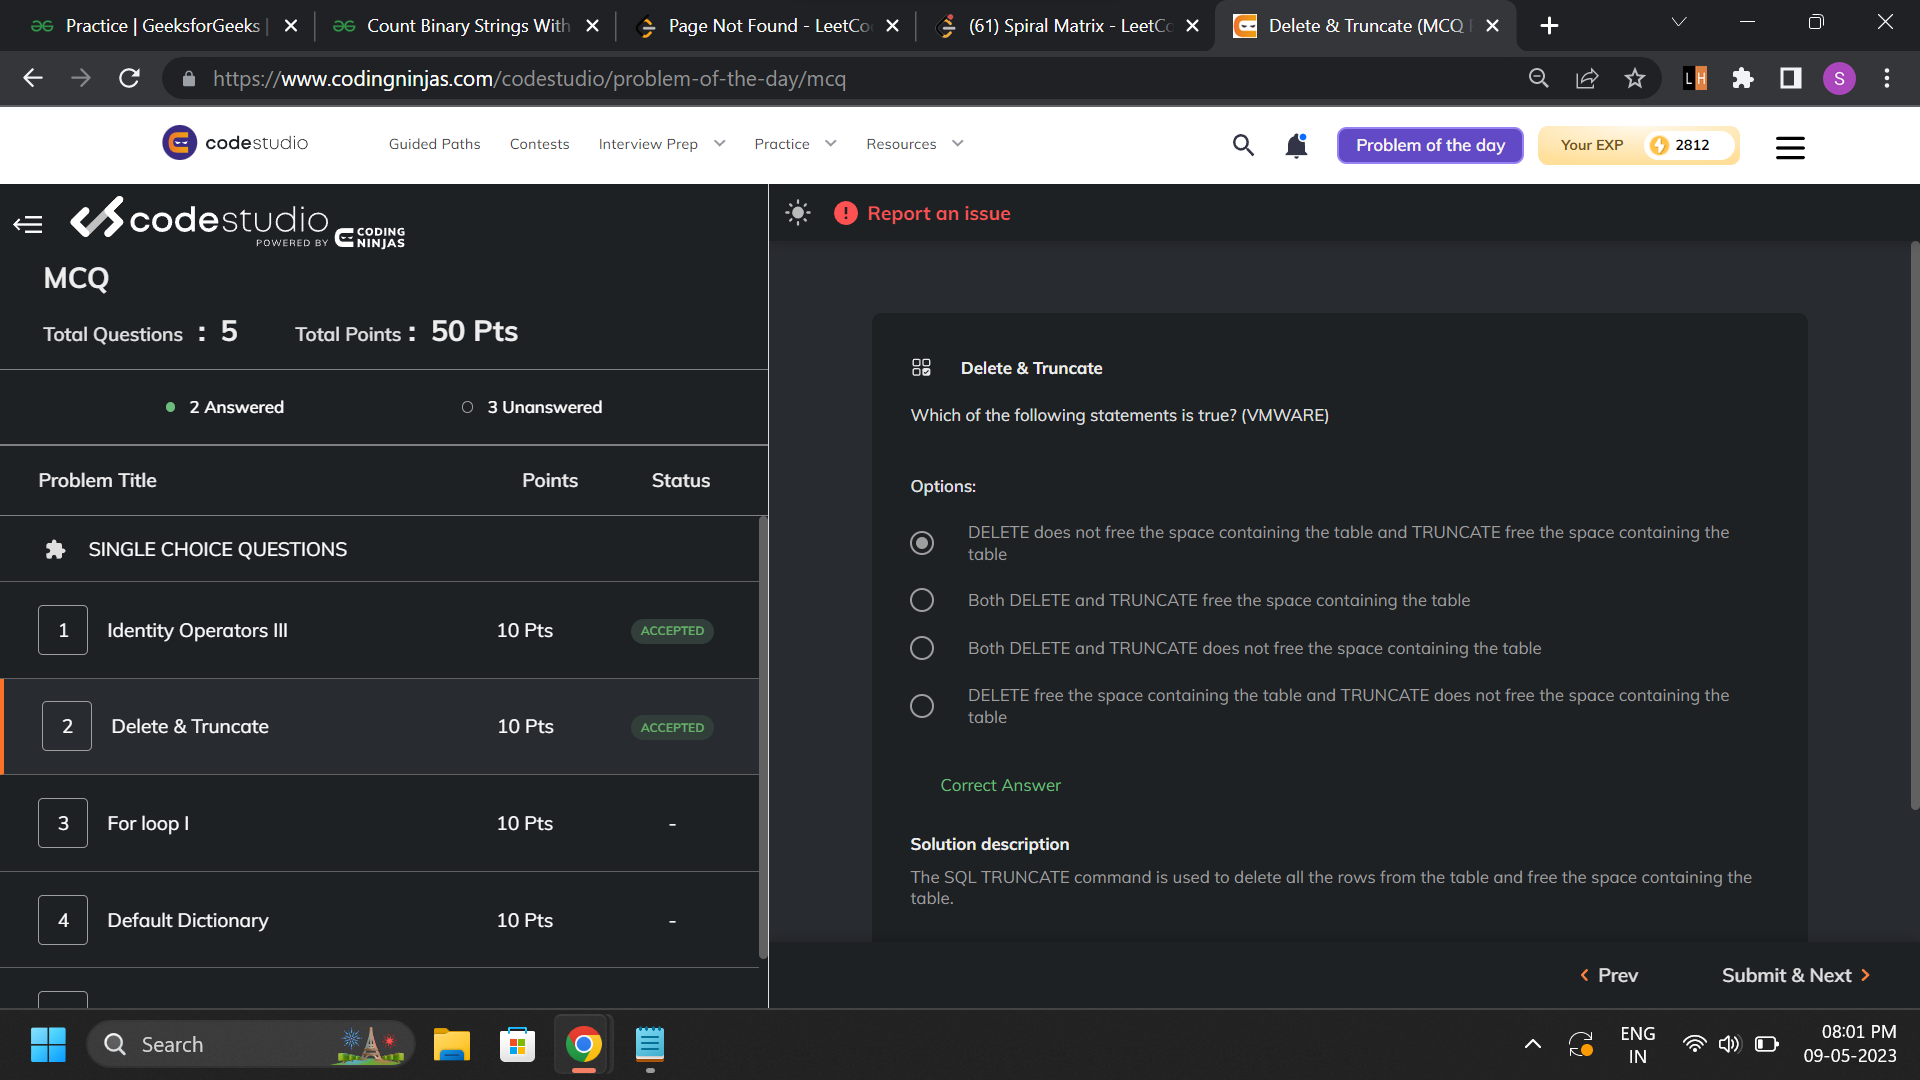 Practice | GeeksforGeeks |
Count Binary Strings With
Page Not Found - LeetCo
(61) Spiral Matrix - LeetCo
Delete & Truncate (MCQ
https://www.codingninjas.com/codestudio/problem-of-the-day/mcq
LH
S
codestudio
Guided Paths
Contests
Interview Prep
Practice
Resources
Problem of the day
Your EXP
2812
codestudio
POWERED BY
CODING
NINJAS
Report an issue
MCQ
Total Questions : 5
Total Points : 50 Pts
2 Answered
3 Unanswered
Problem Title
Points
Status
SINGLE CHOICE QUESTIONS
1
Identity Operators III
10 Pts
ACCEPTED
2
Delete & Truncate
10 Pts
ACCEPTED
3
For loop I
10 Pts
-
4
Default Dictionary
10 Pts
-
Delete & Truncate
Which of the following statements is true? (VMWARE)
Options:
DELETE does not free the space containing the table and TRUNCATE free the space containing the
table
Both DELETE and TRUNCATE free the space containing the table
Both DELETE and TRUNCATE does not free the space containing the table
DELETE free the space containing the table and TRUNCATE does not free the space containing the
table
Correct Answer
Solution description
The SQL TRUNCATE command is used to delete all the rows from the table and free the space containing the
table.
Prev
Submit & Next
Search
ENG
IN
08:01 PM
09-05-2023